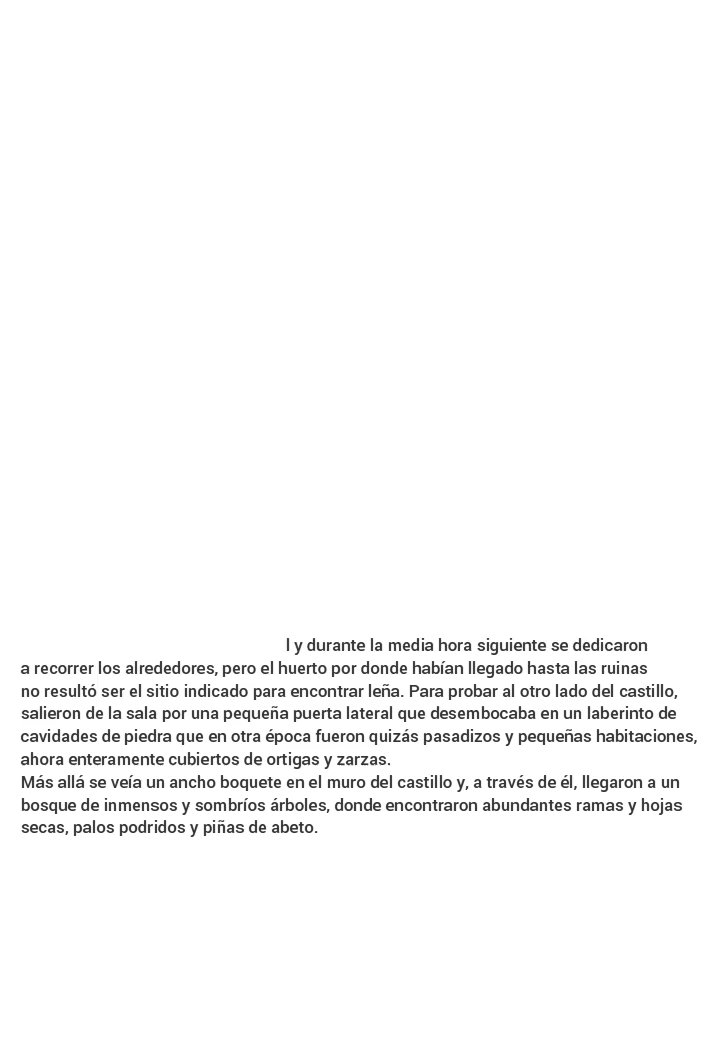 l y durante la media hora siguiente se dedicaron
a recorrer los alrededores, pero el huerto por donde habían llegado hasta las ruinas
no resultó ser el sitio indicado para encontrar leña. Para probar al otro lado del castillo,
salieron de la sala por una pequeña puerta lateral que desembocaba en un laberinto de
cavidades de piedra que en otra época fueron quizás pasadizos y pequeñas habitaciones,
ahora enteramente cubiertos de ortigas y zarzas.
Más allá se veía un ancho boquete en el muro del castillo y, a través de él, llegaron a un
bosque de inmensos y sombríos árboles, donde encontraron abundantes ramas y hojas
secas, palos podridos y piñas de abeto.